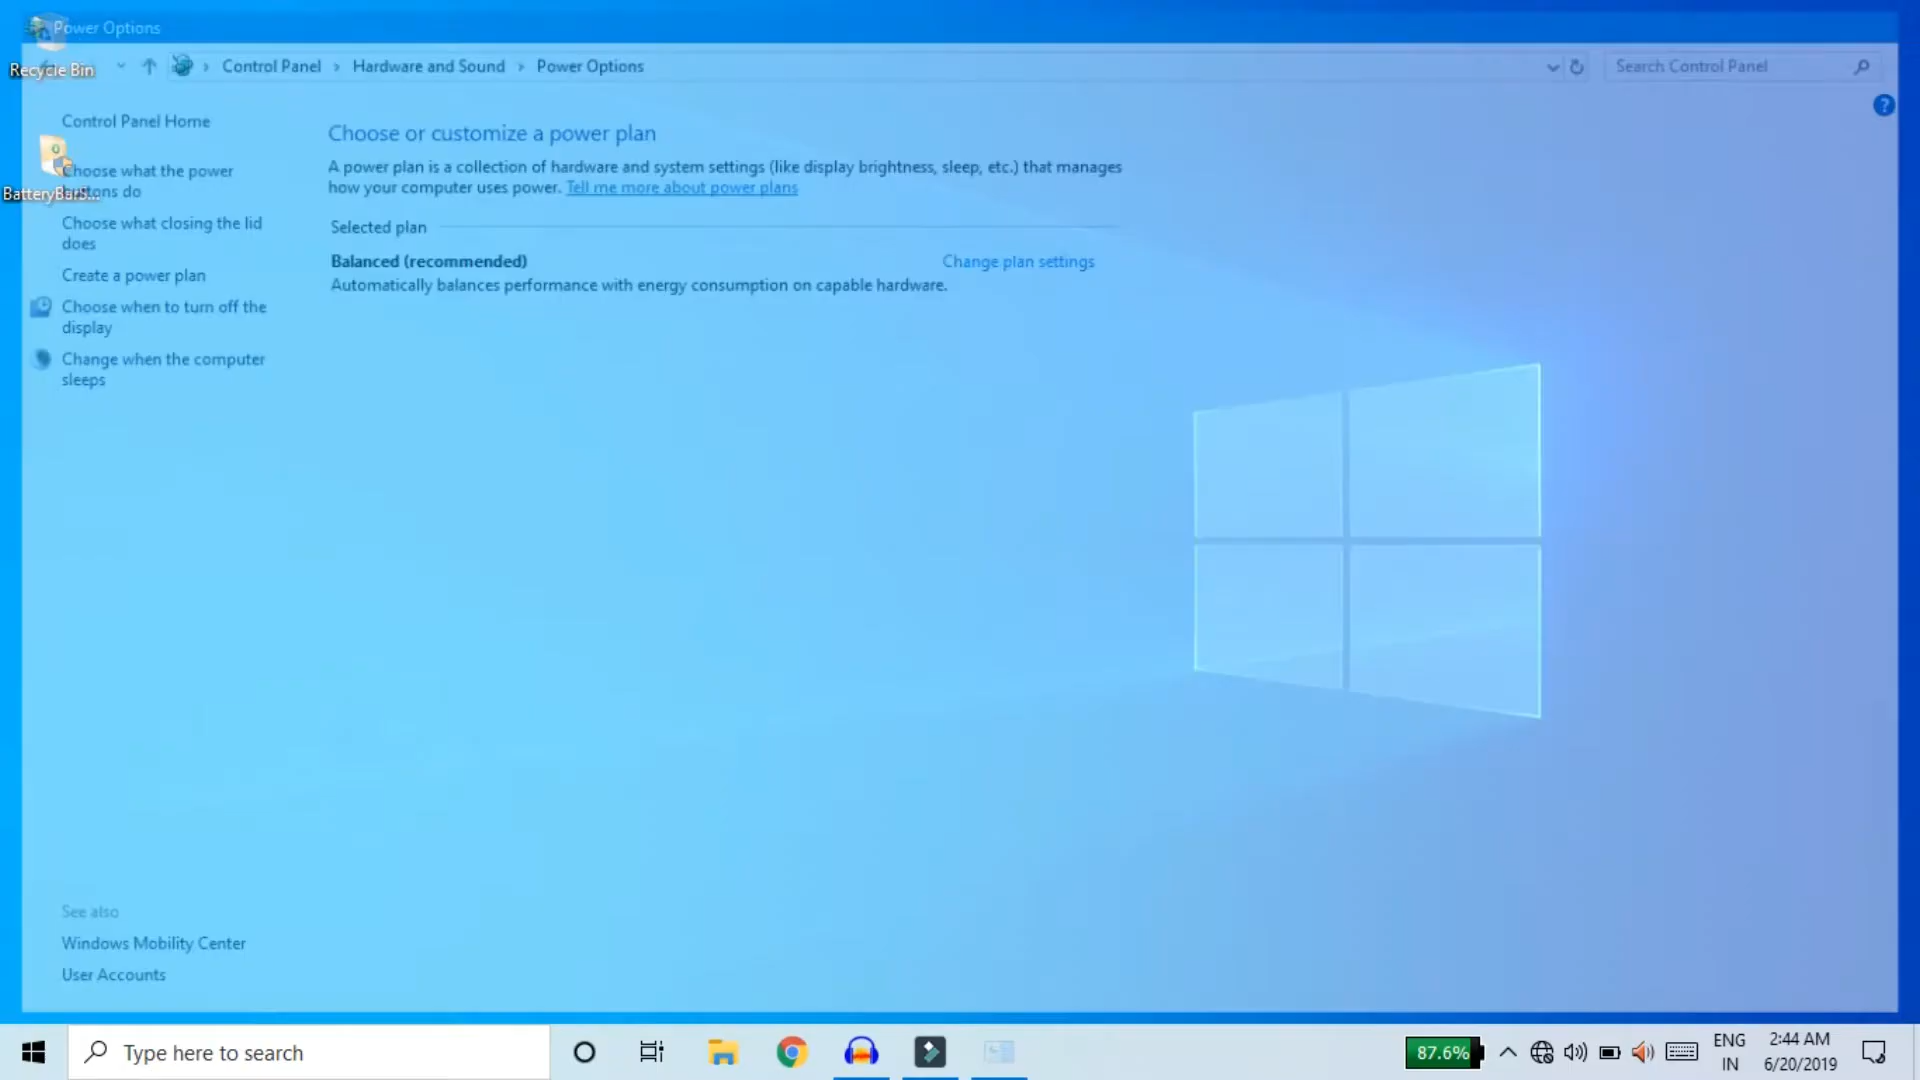 Power Options
Recycle Bin
Control Panel
Hardware and Sound
Power Options
Search Control Panel
?
Control Panel Home
Choose what the power
buttons do
BatteryBarS...
Choose what closing the lid
does
Create a power plan
Choose when to turn off the
display
Change when the computer
sleeps
Choose or customize a power plan
A power plan is a collection of hardware and system settings (like display brightness, sleep, etc.) that manages
how your computer uses power. Tell me more about power plans
Selected plan
Balanced (recommended)
Change plan settings
Automatically balances performance with energy consumption on capable hardware.
See also
Windows Mobility Center
User Accounts
Type here to search
87.6%
ENG
IN
2:44 AM
6/20/2019